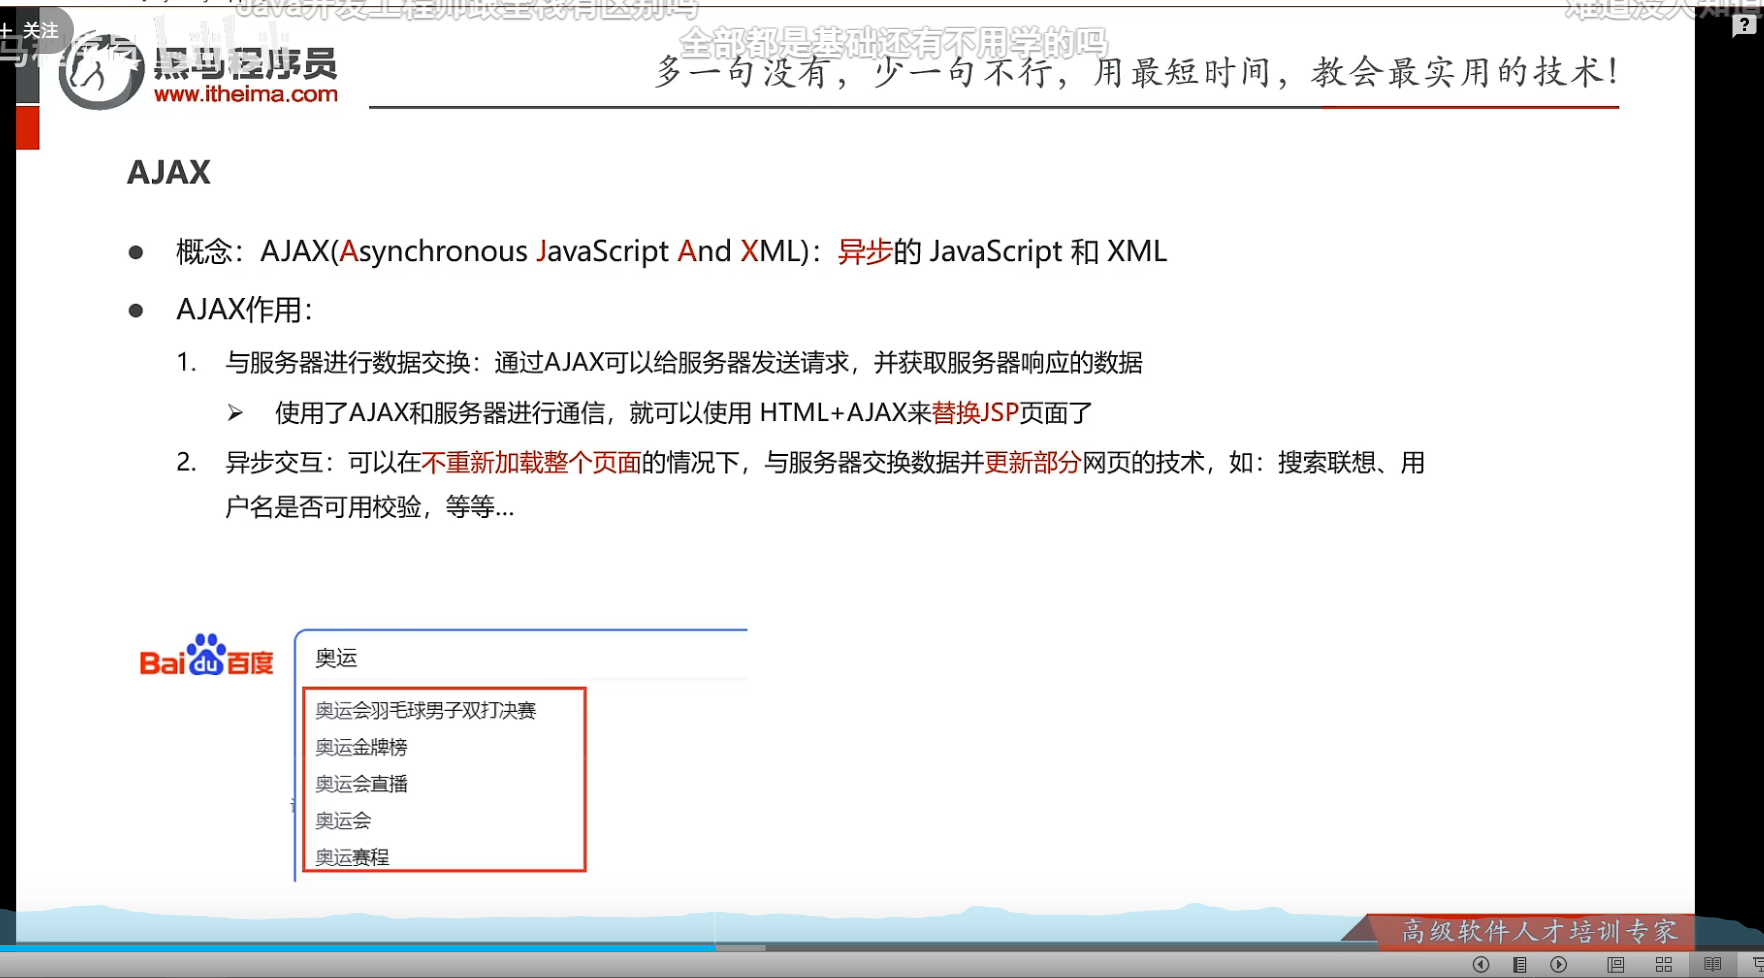 Java开发工程师跟全栈有区别吗
难道没人知道
+ 关注
全部都是基础还有不用学的吗
黑马程序员
www.itheima.com
多一句没有，少一句不行，用最短时间，教会最实用的技术！
AJAX
● 概念：AJAX(Asynchronous JavaScript And XML)：异步的 JavaScript 和 XML
● AJAX作用：
1. 与服务器进行数据交换：通过AJAX可以给服务器发送请求，并获取服务器响应的数据
➢ 使用了AJAX和服务器进行通信，就可以使用 HTML+AJAX来替换JSP页面了
2. 异步交互：可以在不重新加载整个页面的情况下，与服务器交换数据并更新部分网页的技术，如：搜索联想、用
户名是否可用校验，等等...
Bai du 百度
奥运
奥运会羽毛球男子双打决赛
奥运金牌榜
奥运会直播
奥运会
奥运赛程
高级软件人才培训专家